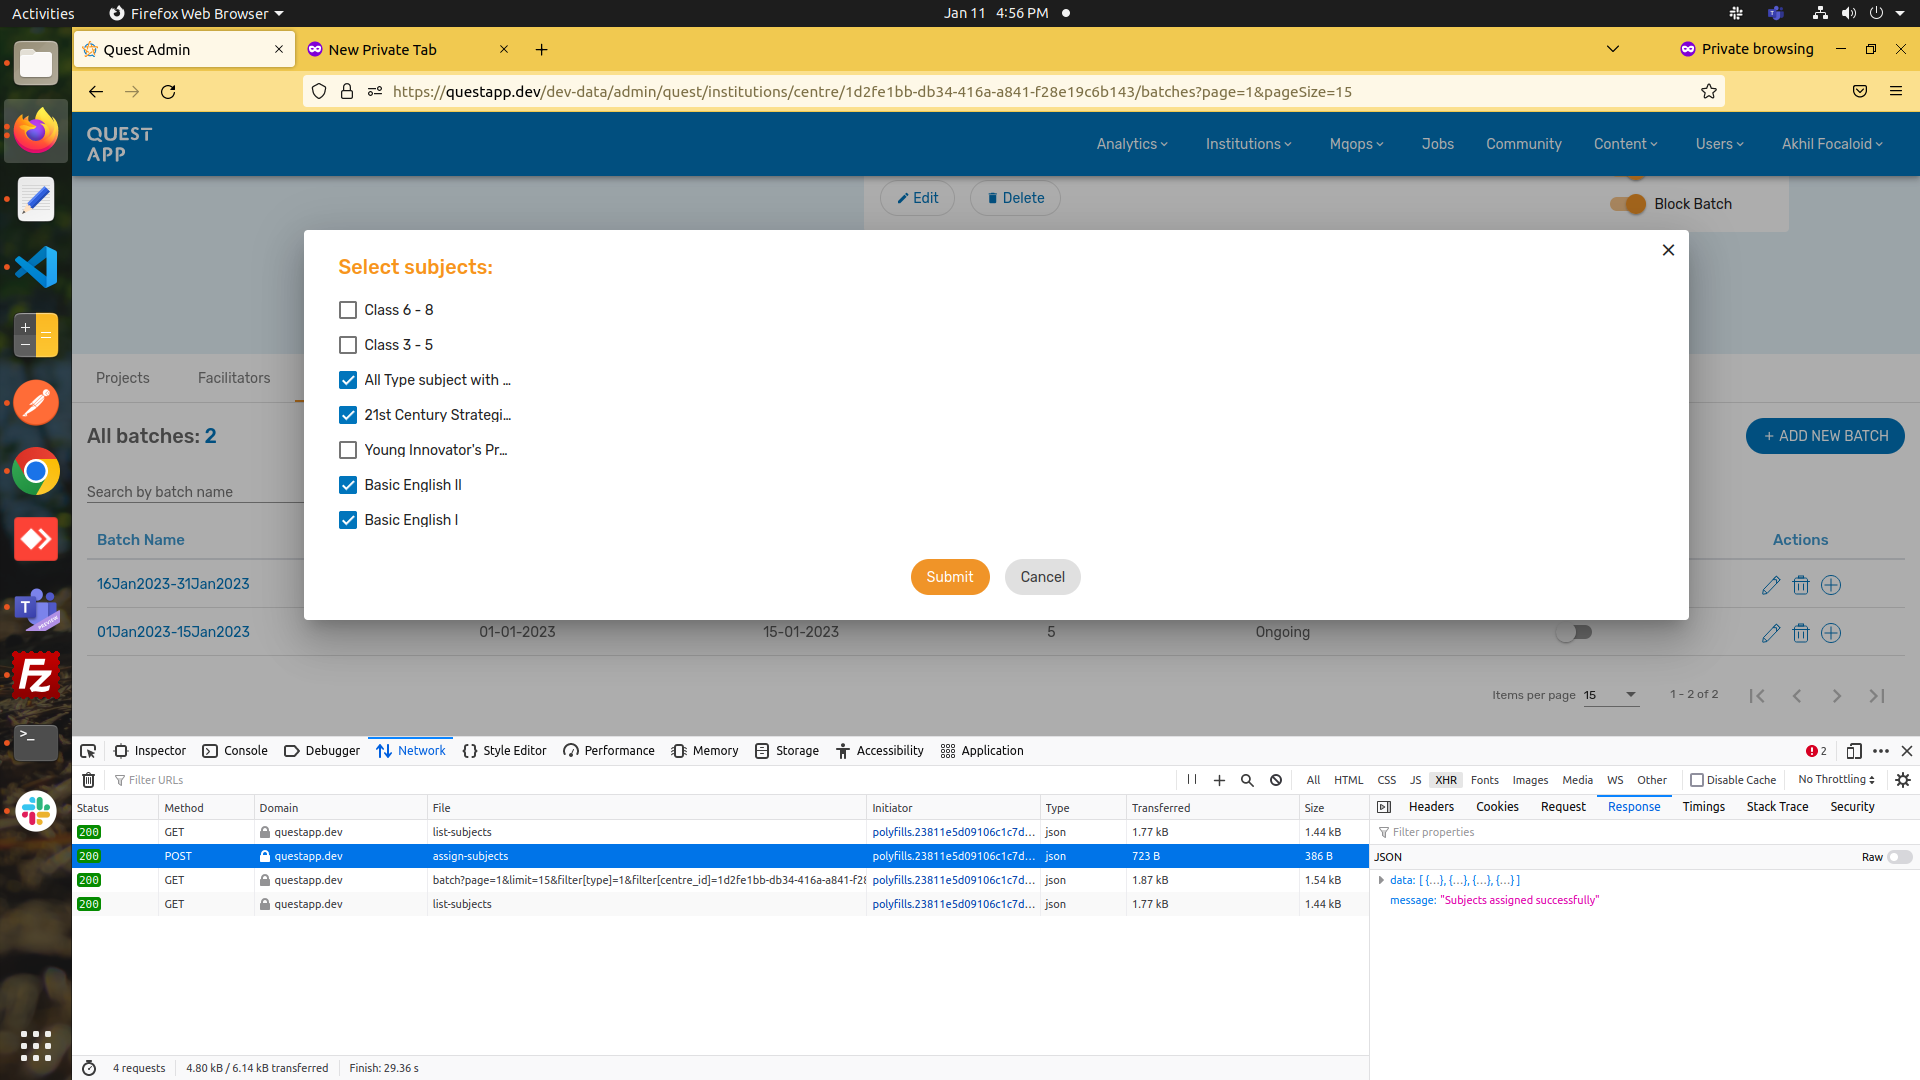 Activities
Firefox Web Browser
Jan 11 4:56 PM
Quest Admin
New Private Tab
Private browsing
https://questapp.dev/dev-data/admin/quest/institutions/centre/1d2fe1bb-db34-416a-a841-f28e19c6b143/batches?page=1&pageSize=15
QUEST
APP
Analytics
Institutions
Mqops
Jobs
Community
Content
Users
Akhil Focaloid
Edit
Delete
Block Batch
Select subjects:
Class 6 - 8
Class 3 - 5
All Type subject with ...
21st Century Strategi...
Young Innovator's Pr...
Basic English II
Basic English I
Submit
Cancel
Projects
Facilitators
All batches: 2
+ ADD NEW BATCH
Search by batch name
Batch Name
Actions
16Jan2023-31Jan2023
01Jan2023-15Jan2023
01-01-2023
15-01-2023
5
Ongoing
Items per page
15
1 - 2 of 2
Inspector
Console
Debugger
Network
Style Editor
Performance
Memory
Storage
Accessibility
Application
2
Filter URLs
All
HTML
CSS
JS
XHR
Fonts
Images
Media
WS
Other
Disable Cache
No Throttling
Status
Method
Domain
File
Initiator
Type
Transferred
Size
200 GET questapp.dev list-subjects polyfills.23811e5d09106c1c7d... json 1.77 kB 1.44 kB
200 POST questapp.dev assign-subjects polyfills.23811e5d09106c1c7d... json 723 B 386 B
200 GET questapp.dev batch?page=1&limit=15&filter[type]=1&filter[centre_id]=1d2fe1bb-db34-416a-a841-f28 polyfills.23811e5d09106c1c7d... json 1.87 kB 1.54 kB
200 GET questapp.dev list-subjects polyfills.23811e5d09106c1c7d... json 1.77 kB 1.44 kB
Headers
Cookies
Request
Response
Timings
Stack Trace
Security
Filter properties
JSON
Raw
data: [ {...}, {...}, {...}, {...} ]
message: "Subjects assigned successfully"
4 requests
4.80 kB / 6.14 kB transferred
Finish: 29.36 s